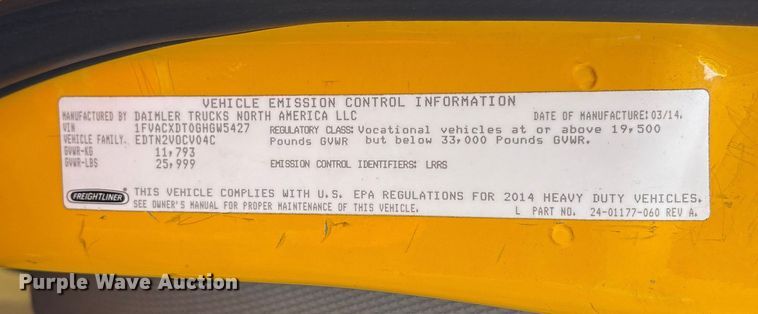 VEHICLE EMISSION CONTROL INFORMATION
MANUFACTURED BY DAIMLER TRUCKS NORTH AMERICA LLC DATE OF MANUFACTURE: 03/14.
VIN 1FVACXDT0GHGW5427 REGULATORY CLASS: Vocational vehicles at or above 19,500
VEHICLE FAMILY. EDTN2VOCV04C Pounds GVWR but below 33,000 Pounds GVWR.
GVWR-KG 11,793
GVWR-LBS 25,999 EMISSION CONTROL IDENTIFIERS: LRRS
FREIGHTLINER THIS VEHICLE COMPLIES WITH U.S. EPA REGULATIONS FOR 2014 HEAVY DUTY VEHICLES.
SEE OWNER'S MANUAL FOR PROPER MAINTENANCE OF THIS VEHICLE. L PART NO. 24-01177-060 REV A.
Purple Wave Auction